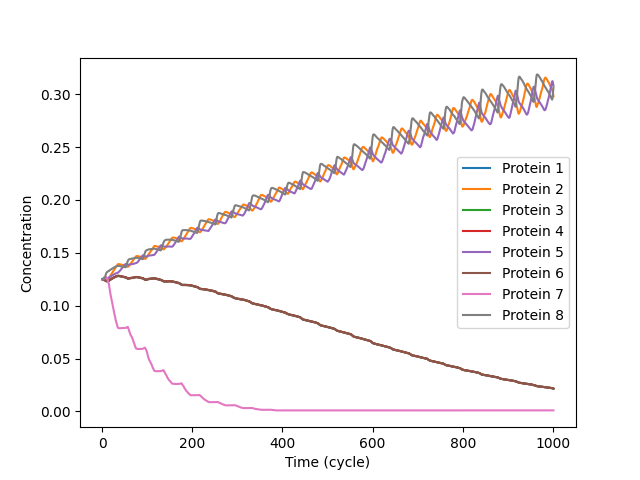 0.30
0.25
0.20
0.15
0.10
0.05
0.00
Concentration
Protein 1
Protein 2
Protein 3
Protein 4
Protein 5
Protein 6
Protein 7
Protein 8
0 200 400 600 800 1000
Time (cycle)